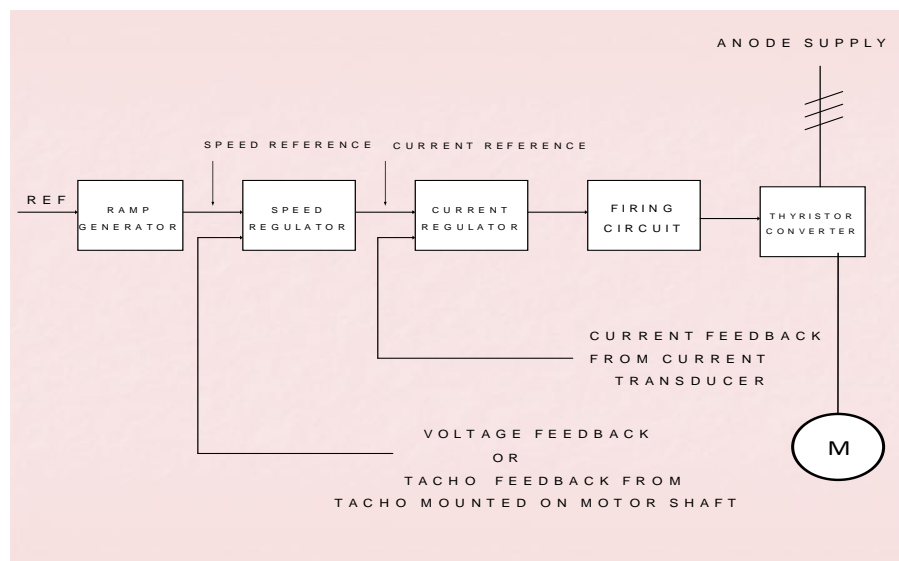 ANODE SUPPLY
SPEED REFERENCE
CURRENT REFERENCE
REF
RAMP
GENERATOR
SPEED
REGULATOR
CURRENT
REGULATOR
FIRING
CIRCUIT
THYRISTOR
CONVERTER
CURRENT FEEDBACK
FROM CURRENT
TRANSDUCER
VOLTAGE FEEDBACK
OR
TACHO FEEDBACK FROM
TACHO MOUNTED ON MOTOR SHAFT
M